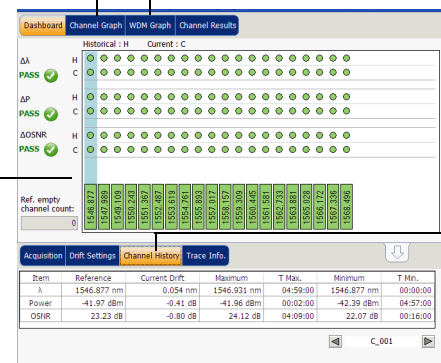 Dashboard Channel Graph WDM Graph Channel Results
Historical : H Current : C
Δλ H
PASS C
ΔP H
PASS C
ΔOSNR H
PASS C
Ref. empty
channel count:
0
1546.877 1547.989 1549.109 1550.243 1551.367 1552.487 1553.619 1554.761 1555.893 1557.017 1558.157 1559.309 1560.445 1561.581 1562.733 1563.883 1565.028 1566.172 1567.336 1568.496
Acquisition Drift Settings Channel History Trace Info.
Item Reference Current Drift Maximum T Max. Minimum T Min.
λ 1546.877 nm 0.054 nm 1546.931 nm 04:59:00 1546.877 nm 00:00:00
Power -41.97 dBm -0.41 dB -41.96 dBm 00:02:00 -42.39 dBm 04:57:00
OSNR 23.23 dB -0.80 dB 24.12 dB 04:09:00 22.07 dB 00:16:00
C_001